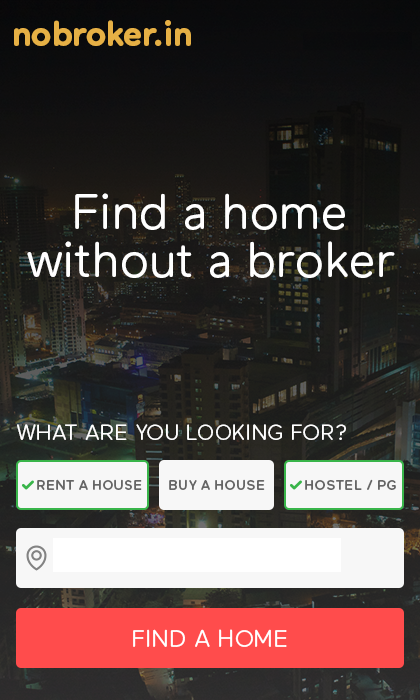 nobroker.in
Find a home
without a broker
WHAT ARE YOU LOOKING FOR?
RENT A HOUSE BUY A HOUSE HOSTEL / PG
FIND A HOME